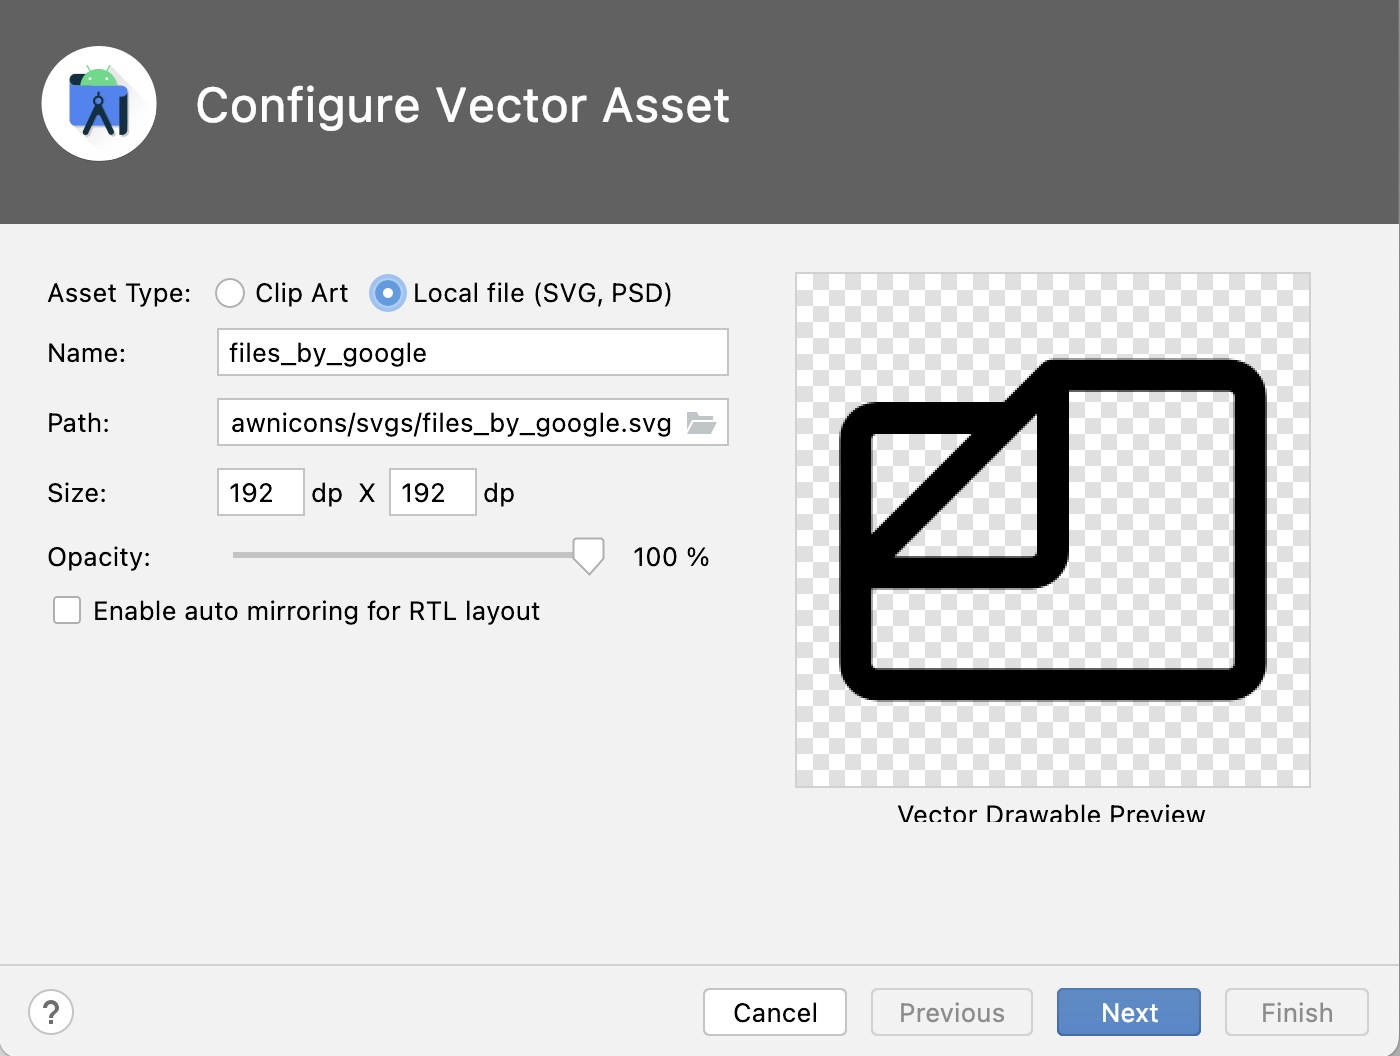 Configure Vector Asset
Asset Type: Clip Art Local file (SVG, PSD)
Name: files_by_google
Path: awnicons/svgs/files_by_google.svg
Size: 192 dp X 192 dp
Opacity: 100 %
Enable auto mirroring for RTL layout
Vector Drawable Preview
? Cancel Previous Next Finish